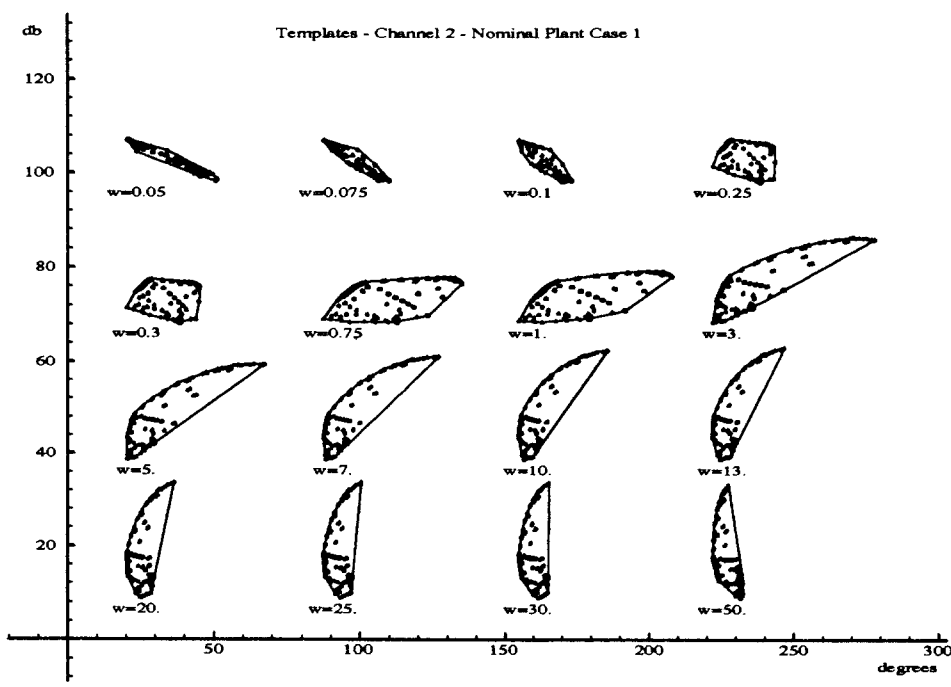 db
Templates - Channel 2 - Nominal Plant Case 1
120
100
w=0.05 w=0.075 w=0.1 w=0.25
80
w=0.3 w=0.75 w=1. w=3.
60
40
w=5. w=7. w=10. w=13.
20
w=20. w=25. w=30. w=50.
50 100 150 200 250 300
degrees